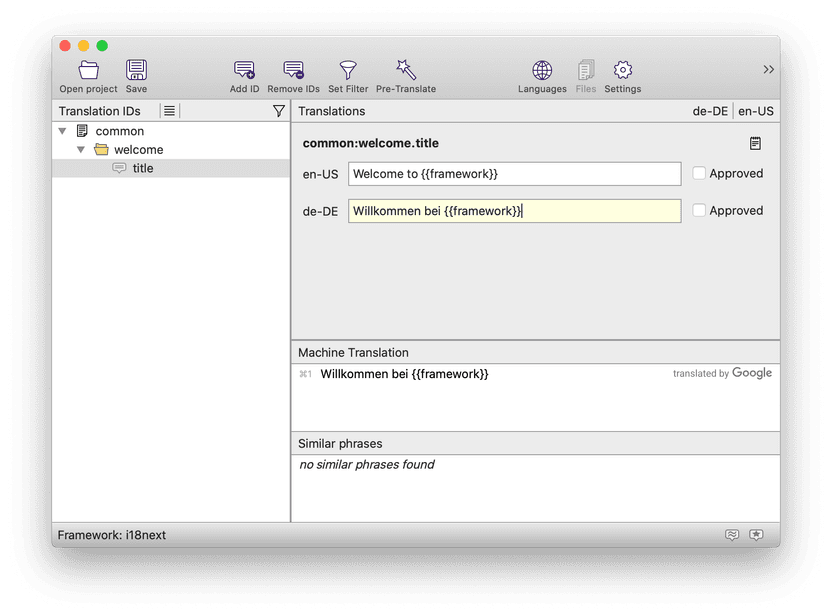 Open project Save Add ID Remove IDs Set Filter Pre-Translate Languages Files Settings
Translation IDs
Translations de-DE en-US
common
welcome
title
common:welcome.title
en-US Welcome to {{framework}} Approved
de-DE Willkommen bei {{framework}} Approved
Machine Translation
⌘1 Willkommen bei {{framework}} translated by Google
Similar phrases
no similar phrases found
Framework: i18next